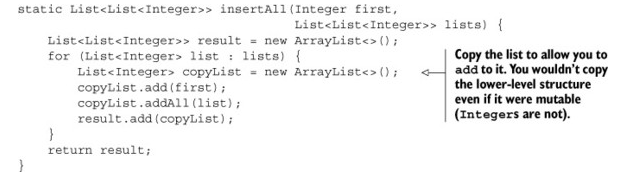 static List<List<Integer>> insertAll(Integer first,
                                     List<List<Integer>> lists) {
    List<List<Integer>> result = new ArrayList<>();
    for (List<Integer> list : lists) {
        List<Integer> copyList = new ArrayList<>();
        copyList.add(first);
        copyList.addAll(list);
        result.add(copyList);
    }
    return result;
}
Copy the list to allow you to
add to it. You wouldn't copy
the lower-level structure
even if it were mutable
(Integers are not).